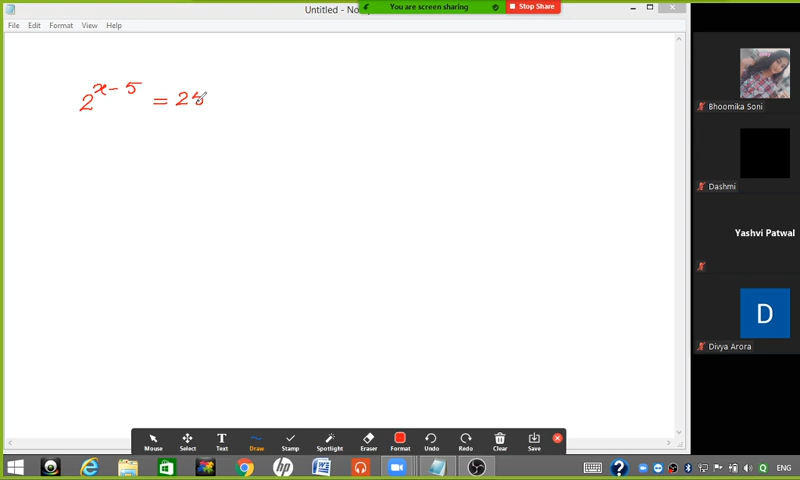 Untitled - No
You are screen sharing
Stop Share
File Edit Format View Help
2^{x-5} = 25
Bhoomika Soni
Dashmi
Yashvi Patwal
D
Divya Arora
Mouse Select Text Draw Stamp Spotlight Eraser Format Undo Redo Clear Save
ENG